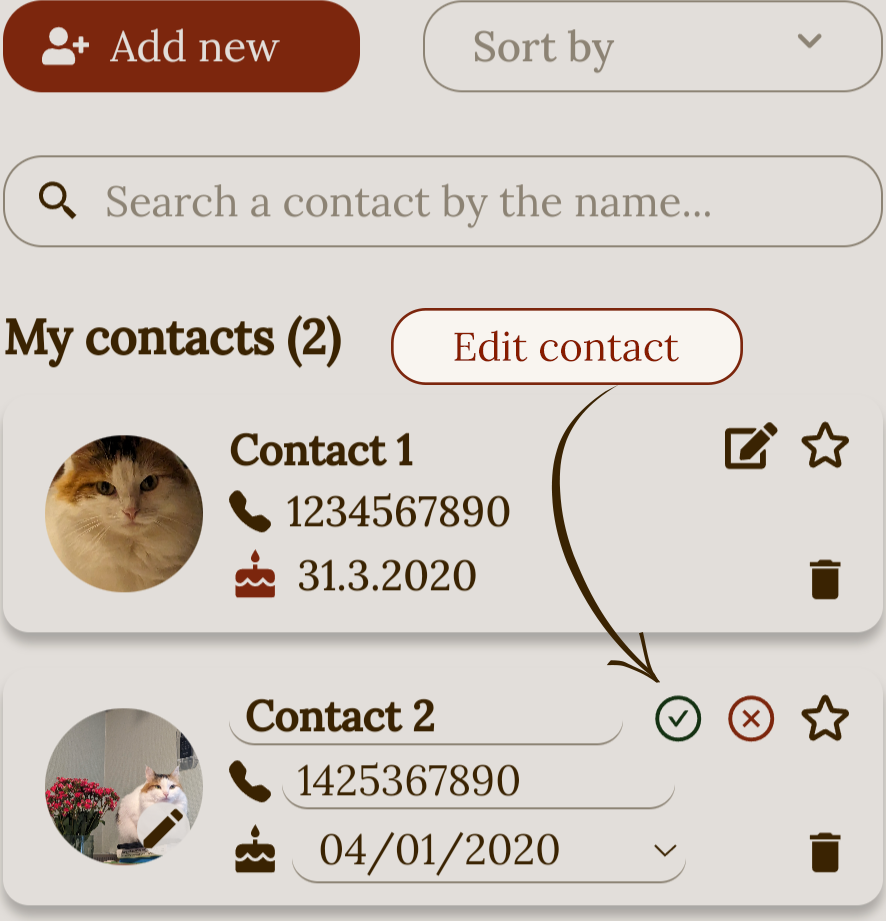 Add new
Sort by
Search a contact by the name...
My contacts (2)
Edit contact
Contact 1
1234567890
31.3.2020
Contact 2
1425367890
04/01/2020